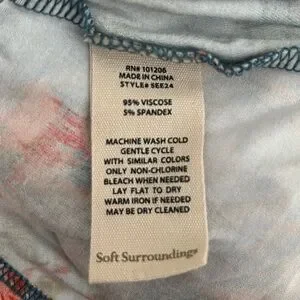 RN# 101206
MADE IN CHINA
STYLE# SEE24
95% VISCOSE
5% SPANDEX
MACHINE WASH COLD
GENTLE CYCLE
WITH SIMILAR COLORS
ONLY NON-CHLORINE
BLEACH WHEN NEEDED
LAY FLAT TO DRY
WARM IRON IF NEEDED
MAY BE DRY CLEANED
Soft Surroundings